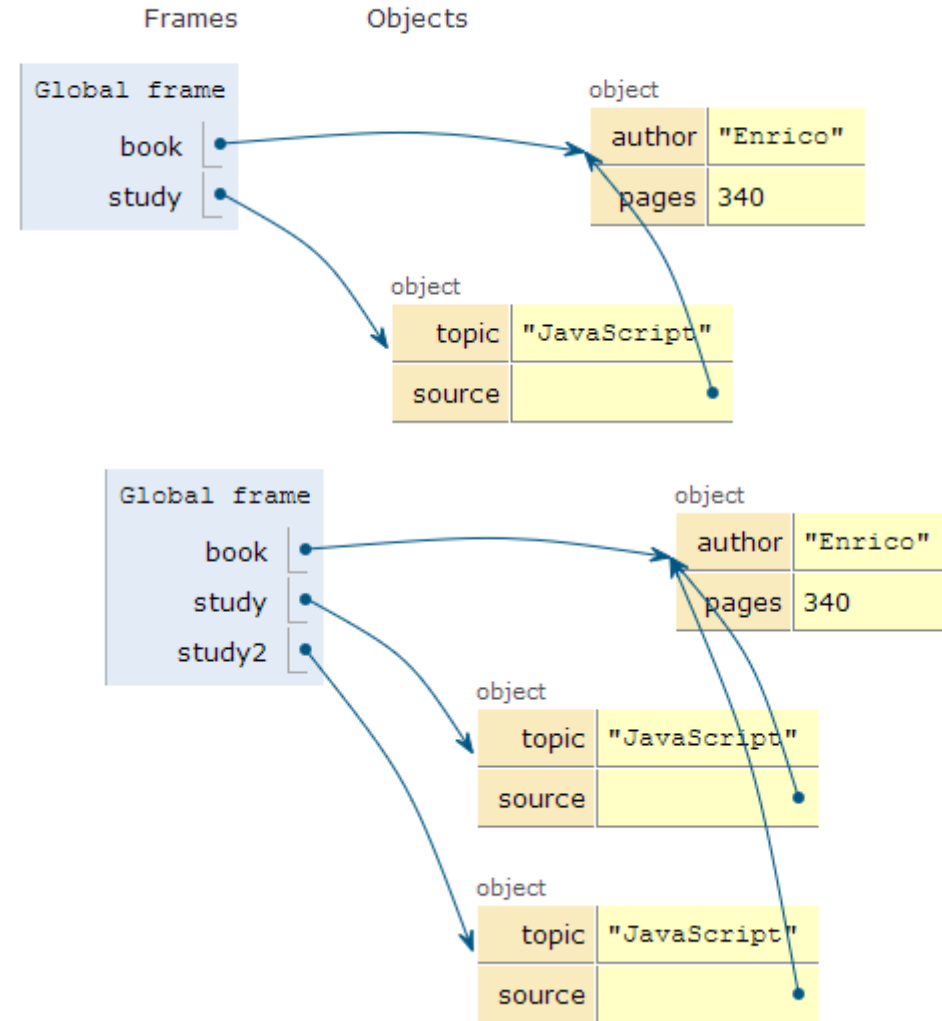 Frames Objects
Global frame
object
book
author "Enrico"
study
pages 340
object
topic "JavaScript"
source
Global frame
object
book
author "Enrico"
study
pages 340
study2
object
topic "JavaScript"
source
object
topic "JavaScript"
source